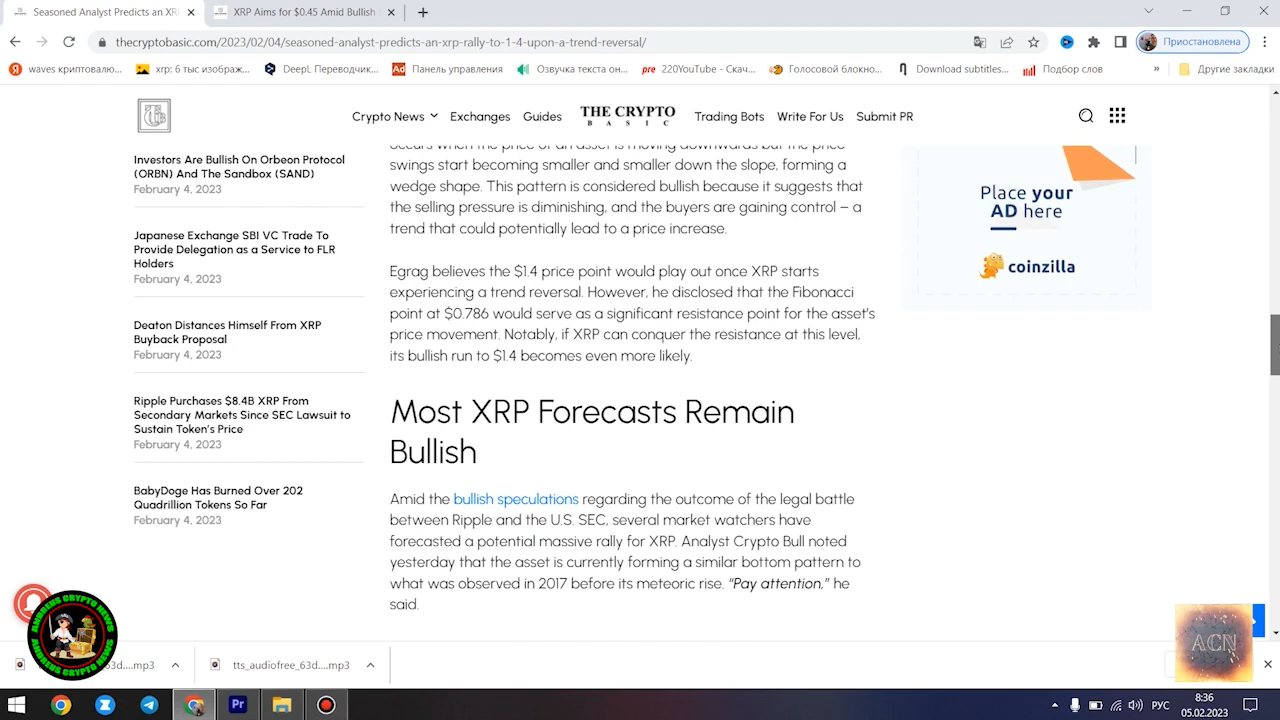 Seasoned Analyst Predicts an XR
XRP Aims for $0.45 Amid Bullish
thecryptobasic.com/2023/02/04/seasoned-analyst-predicts-an-xrp-rally-to-1-4-upon-a-trend-reversal/
Приостановлена
waves криптовалю...
xrp: 6 тыс изображ...
DeepL Переводчик...
Панель управления
Озвучка текста он...
220YouTube - Скач...
Голосовой блокно...
Download subtitles...
Подбор слов
»
Другие закладки
Crypto News
Exchanges
Guides
THE CRYPTO
BASIC
Trading Bots
Write For Us
Submit PR
Investors Are Bullish On Orbeon Protocol
(ORBN) And The Sandbox (SAND)
February 4, 2023
Japanese Exchange SBI VC Trade To
Provide Delegation as a Service to FLR
Holders
February 4, 2023
Deaton Distances Himself From XRP
Buyback Proposal
February 4, 2023
Ripple Purchases $8.4B XRP From
Secondary Markets Since SEC Lawsuit to
Sustain Token's Price
February 4, 2023
BabyDoge Has Burned Over 202
Quadrillion Tokens So Far
February 4, 2023
occurs when the price of an asset is moving downwards but the price
swings start becoming smaller and smaller down the slope, forming a
wedge shape. This pattern is considered bullish because it suggests that
the selling pressure is diminishing, and the buyers are gaining control – a
trend that could potentially lead to a price increase.
Egrag believes the $1.4 price point would play out once XRP starts
experiencing a trend reversal. However, he disclosed that the Fibonacci
point at $0.786 would serve as a significant resistance point for the asset's
price movement. Notably, if XRP can conquer the resistance at this level,
its bullish run to $1.4 becomes even more likely.
Most XRP Forecasts Remain
Bullish
Amid the bullish speculations regarding the outcome of the legal battle
between Ripple and the U.S. SEC, several market watchers have
forecasted a potential massive rally for XRP. Analyst Crypto Bull noted
yesterday that the asset is currently forming a similar bottom pattern to
what was observed in 2017 before its meteoric rise. "Pay attention," he
said.
Place your
AD here
coinzilla
ANDREUS CRYPTO NEWS
ANDREUS CRYPTO NEWS
ACN
63d....mp3
tts_audiofree_63d....mp3
Pr
РУС
8:36
05.02.2023